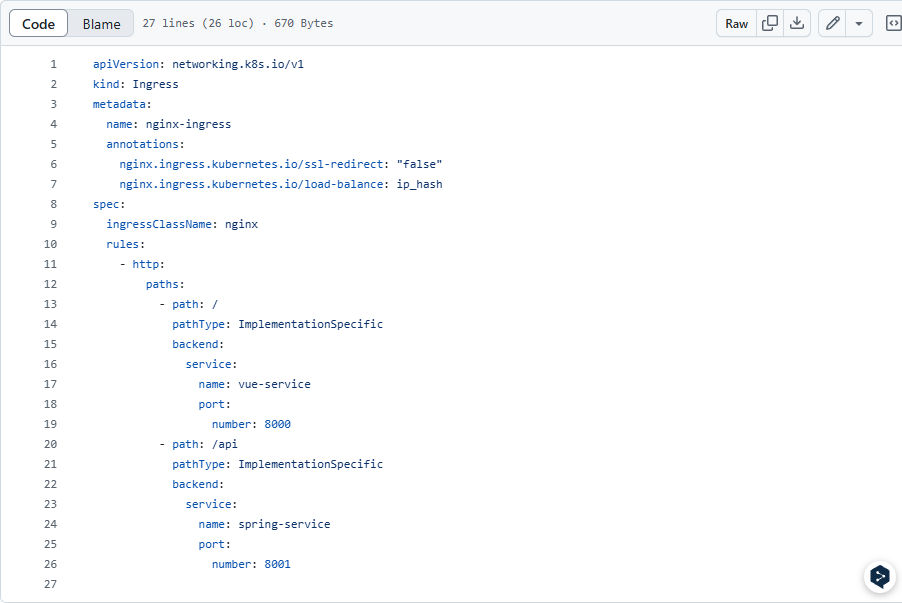 Code Blame 27 lines (26 loc) · 670 Bytes Raw
1 apiVersion: networking.k8s.io/v1
2 kind: Ingress
3 metadata:
4   name: nginx-ingress
5   annotations:
6     nginx.ingress.kubernetes.io/ssl-redirect: "false"
7     nginx.ingress.kubernetes.io/load-balance: ip_hash
8 spec:
9   ingressClassName: nginx
10   rules:
11     - http:
12         paths:
13           - path: /
14             pathType: ImplementationSpecific
15             backend:
16               service:
17                 name: vue-service
18                 port:
19                   number: 8000
20           - path: /api
21             pathType: ImplementationSpecific
22             backend:
23               service:
24                 name: spring-service
25                 port:
26                   number: 8001
27